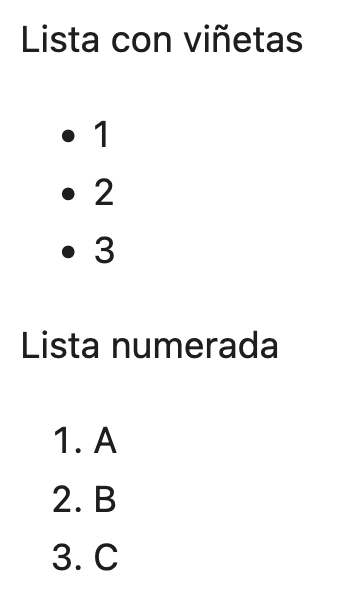 Lista con viñetas
• 1
• 2
• 3
Lista numerada
1. A
2. B
3. C